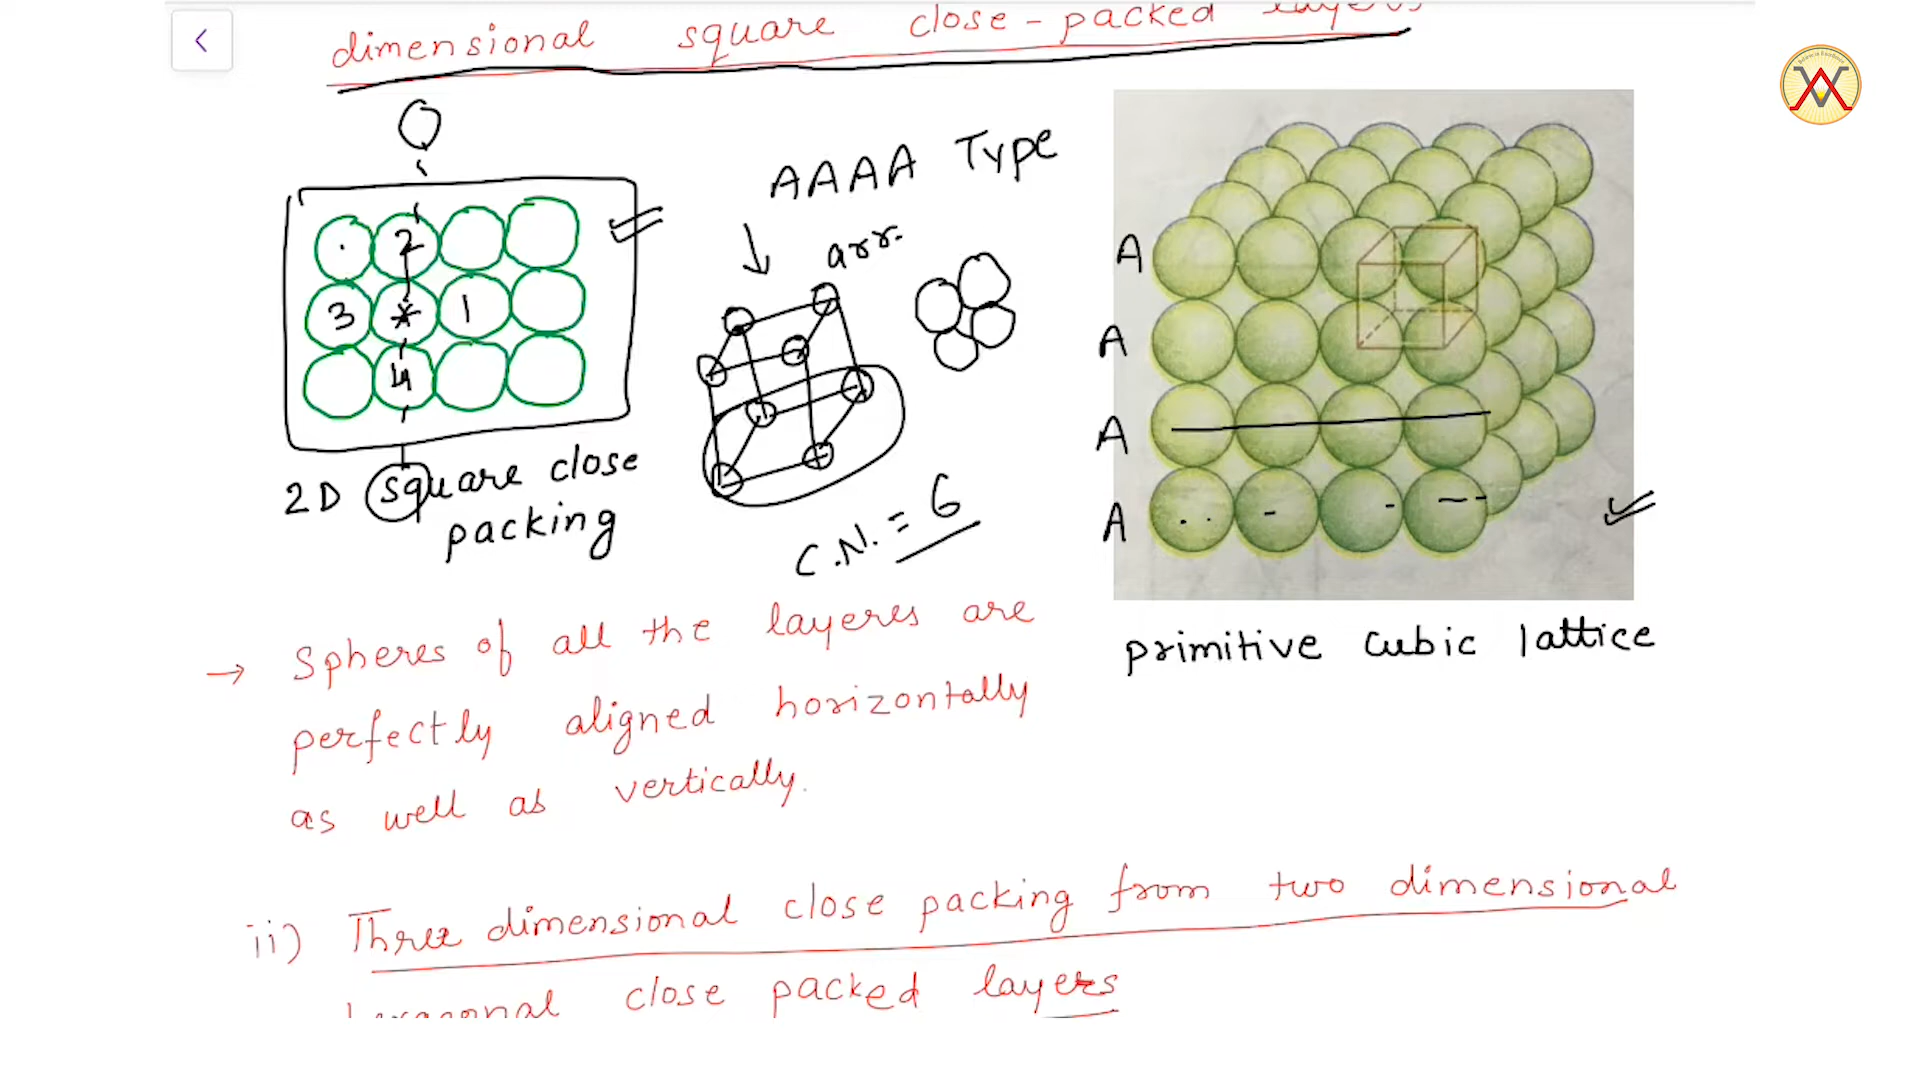 dimensional square close-packed layers
AAAA Type
arr.
2
3 * 1
4
2D square close
packing
C.N. = 6
A
A
A
A
primitive cubic lattice
→ Spheres of all the layeres are
perfectly aligned horizontally
as well as vertically.
ii) Three dimensional close packing from two dimensional
hexagonal close packed layers